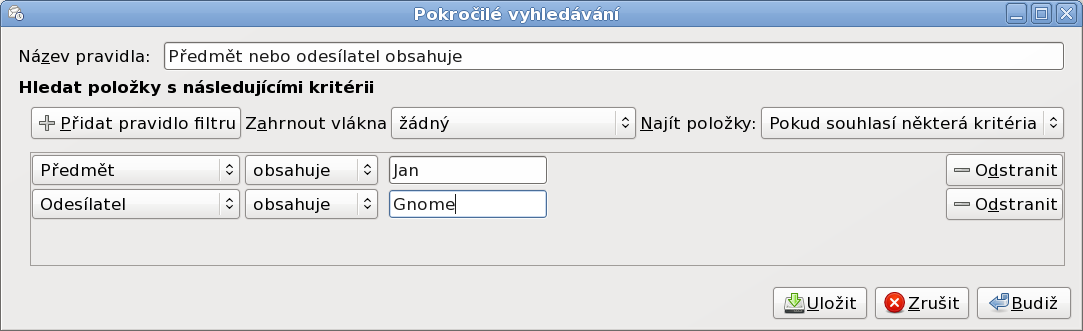 Pokročilé vyhledávání
Název pravidla: Předmět nebo odesílatel obsahuje
Hledat položky s následujícími kritérii
Přidat pravidlo filtru Zahrnout vlákna žádný Najít položky: Pokud souhlasí některá kritéria
Předmět obsahuje Jan Odstranit
Odesílatel obsahuje Gnome Odstranit
Uložit Zrušit Budiž